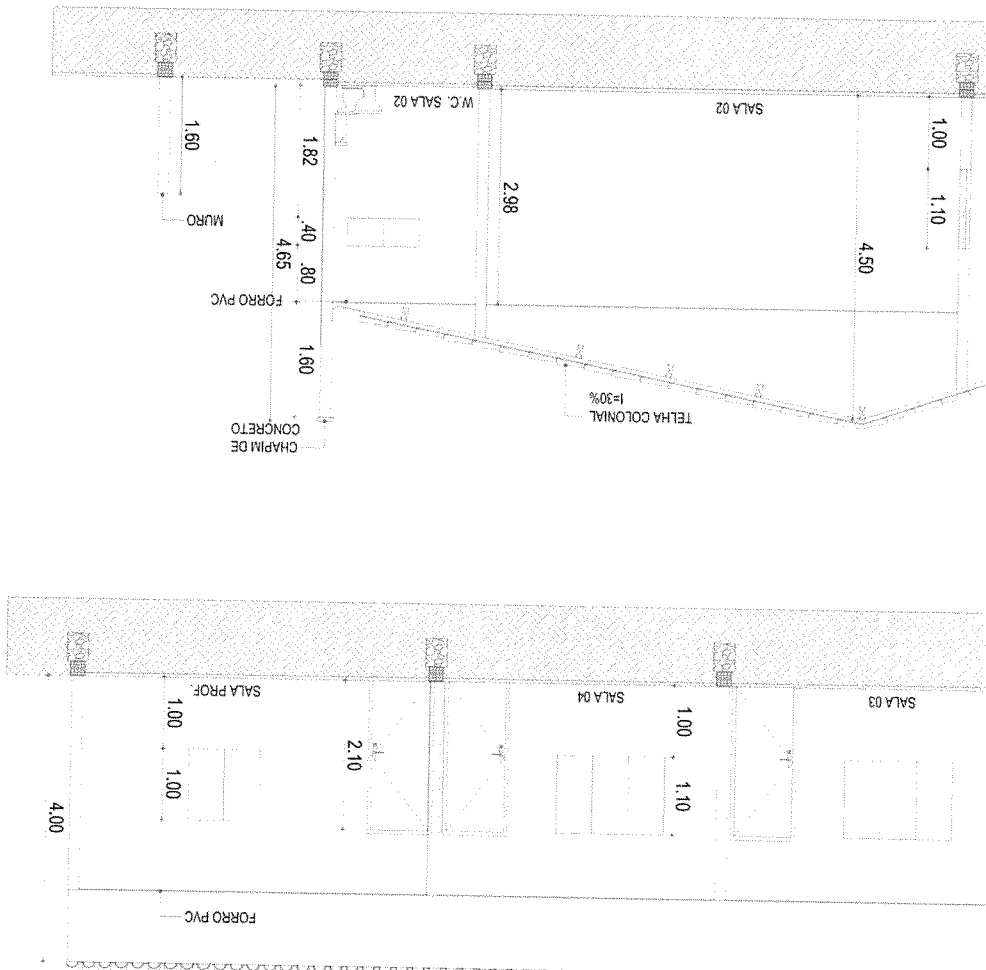 FORRO PVC
4.00
1.10
1.00
2.10
1.00
1.00
SALA 03
SALA 04
SALA PROF.
CHAPIM DE
CONCRETO
TELHA COLONIAL
I=30%
1.60
FORRO PVC
.80
4.65
.40
MURO
4.50
1.10
2.98
1.82
1.60
1.00
SALA 02
W.C. SALA 02